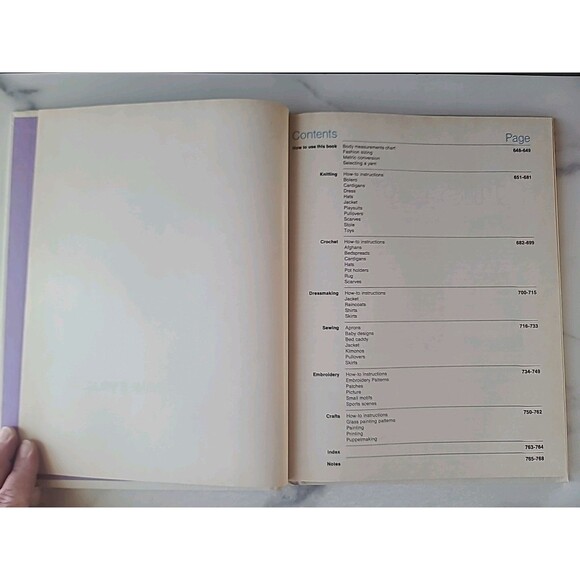 Contents Page
How to use this book Body measurements chart 646-649
Fashion sizing
Metric conversion
Selecting a yarn
Knitting How-to instructions 651-681
Bolero
Cardigans
Dress
Hats
Jacket
Playsuits
Pullovers
Scarves
Stole
Toys
Crochet How-to instructions 682-699
Afghans
Bedspreads
Cardigans
Hats
Pot holders
Rug
Scarves
Dressmaking How-to instructions 700-715
Jacket
Raincoats
Shirts
Skirts
Sewing Aprons 716-733
Baby designs
Bed caddy
Jacket
Kimonos
Pullovers
Skirts
Embroidery How-to instructions 734-749
Embroidery Patterns
Patches
Picture
Small motifs
Sports scenes
Crafts How-to instructions 750-762
Glass painting patterns
Painting
Printing
Puppetmaking
Index 763-764
Notes 765-768